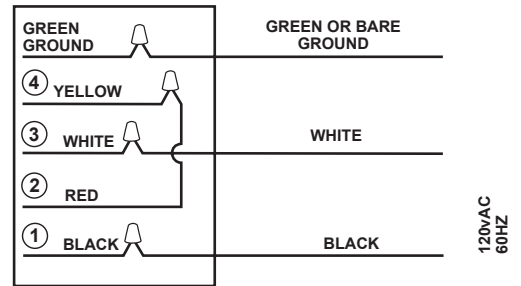 GREEN
GROUND
GREEN OR BARE
GROUND
4 YELLOW
3 WHITE
WHITE
2 RED
1 BLACK
BLACK
120vAC
60HZ